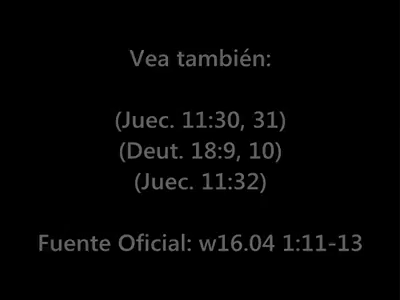 Vea también:
(Juec. 11:30, 31)
(Deut. 18:9, 10)
(Juec. 11:32)
Fuente Oficial: w16.04 1:11-13